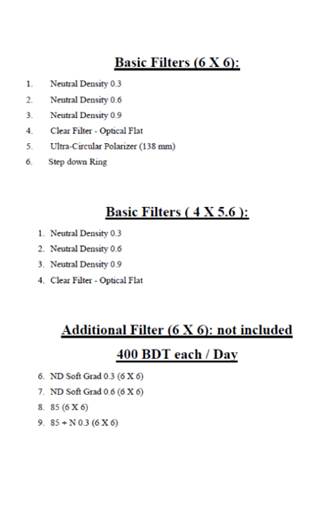 Basic Filters (6 X 6):
1. Neutral Density 0.3
2. Neutral Density 0.6
3. Neutral Density 0.9
4. Clear Filter - Optical Flat
5. Ultra-Circular Polarizer (138 mm)
6. Step down Ring
Basic Filters ( 4 X 5.6 ):
1. Neutral Density 0.3
2. Neutral Density 0.6
3. Neutral Density 0.9
4. Clear Filter - Optical Flat
Additional Filter (6 X 6): not included
400 BDT each / Day
6. ND Soft Grad 0.3 (6 X 6)
7. ND Soft Grad 0.6 (6 X 6)
8. 85 (6 X 6)
9. 85 + N 0.3 (6 X 6)